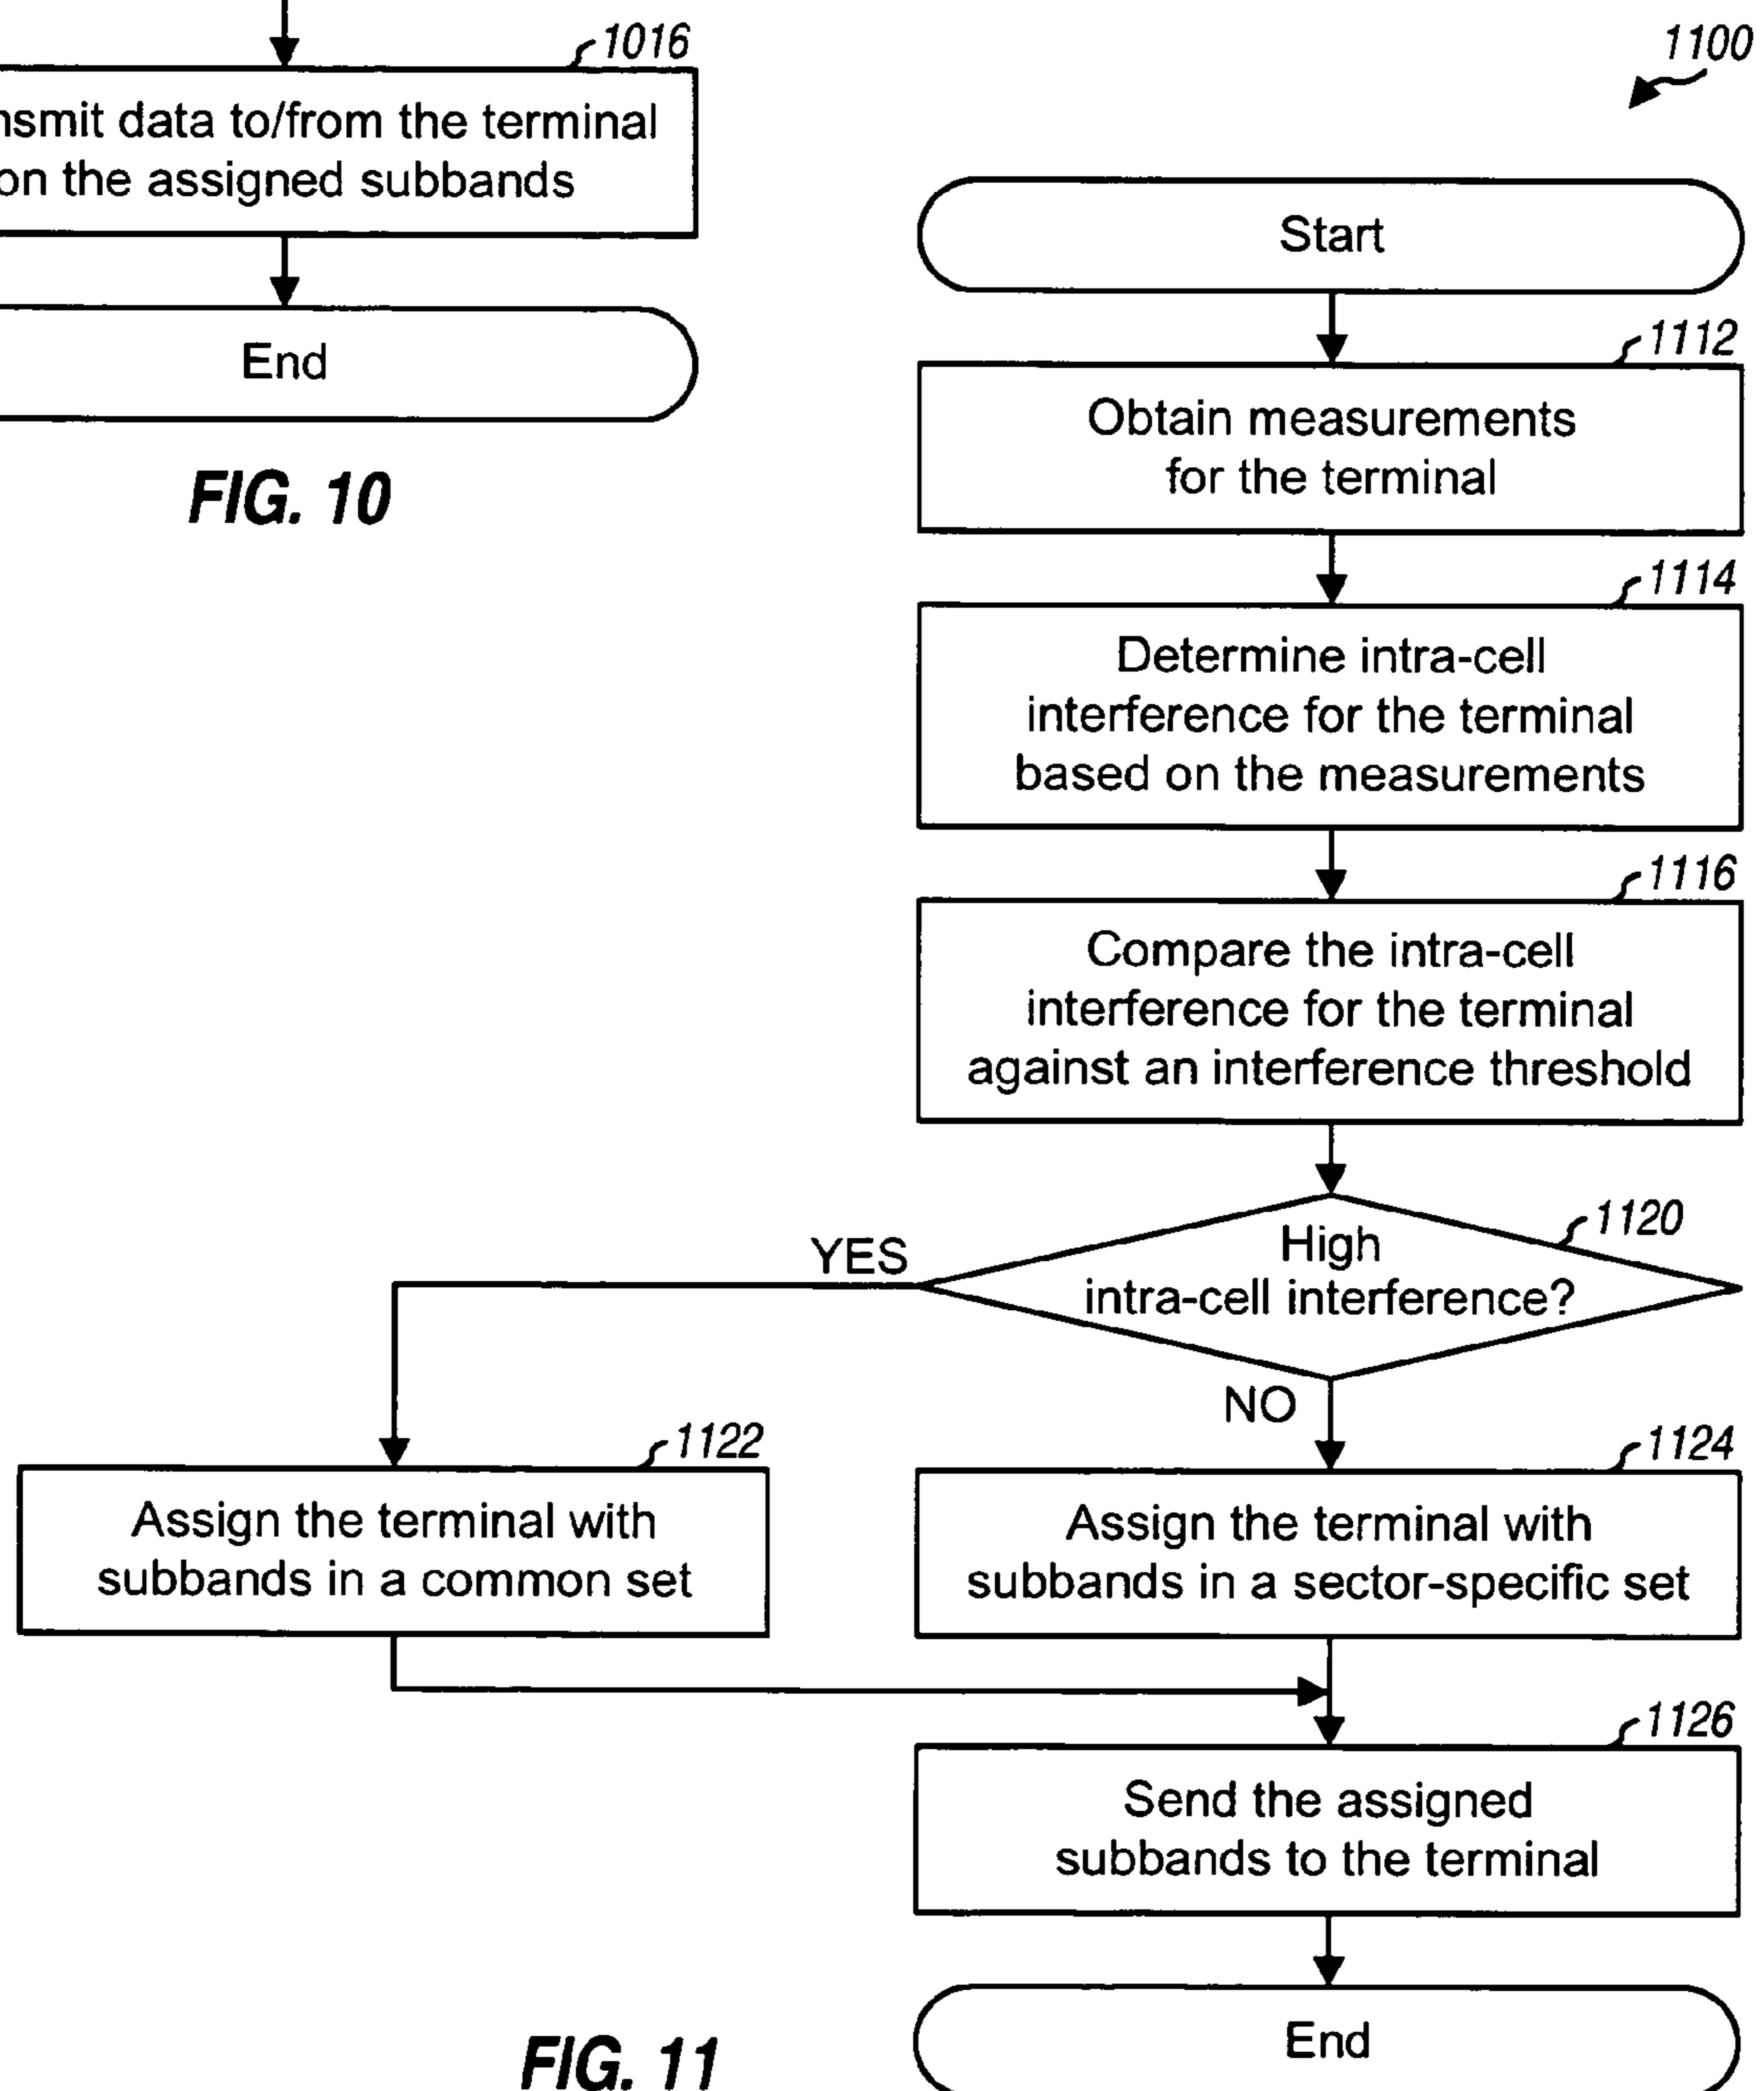 1016
data to/from the terminal
on the assigned subbands
End
FIG. 10
1100
Start
1112
Obtain measurements
for the terminal
1114
Determine intra-cell
interference for the terminal
based on the measurements
1116
Compare the intra-cell
interference for the terminal
against an interference threshold
1120
High
intra-cell interference?
YES
NO
1122
Assign the terminal with
subbands in a common set
1124
Assign the terminal with
subbands in a sector-specific set
1126
Send the assigned
subbands to the terminal
End
FIG. 11